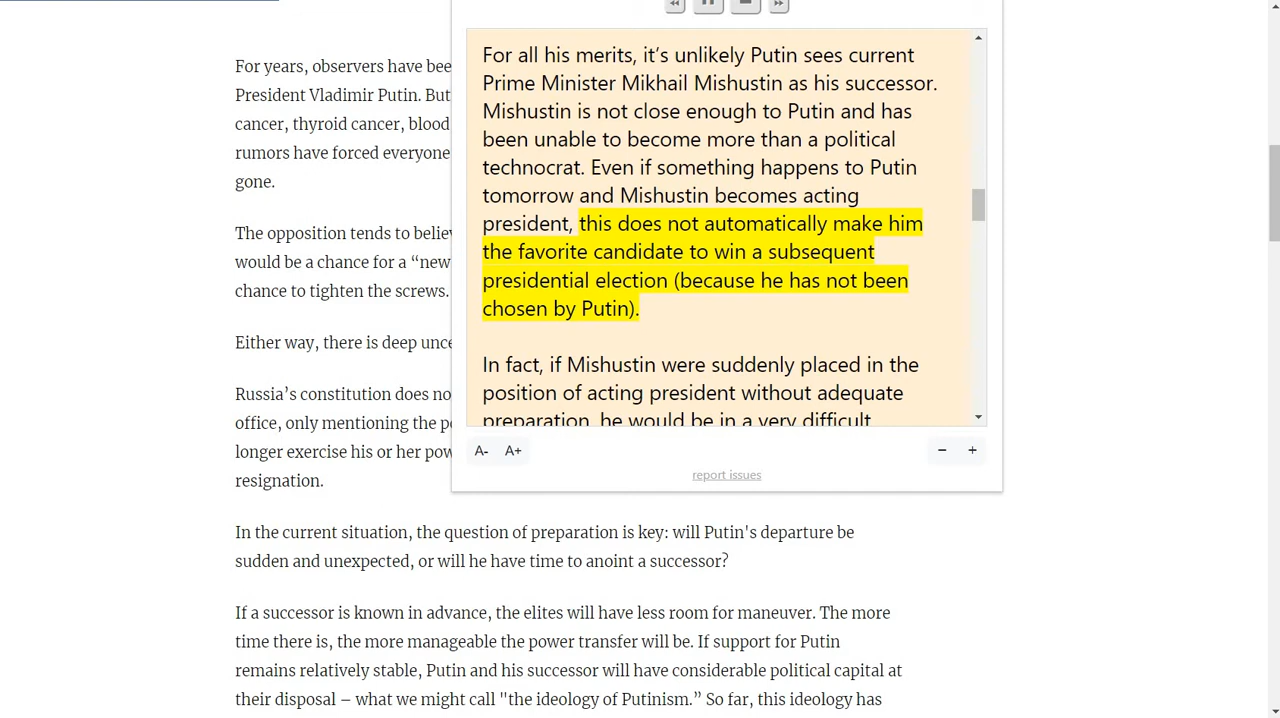 For years, observers have bee
President Vladimir Putin. But
cancer, thyroid cancer, blood
rumors have forced everyone
gone.
The opposition tends to believ
would be a chance for a “new
chance to tighten the screws.
Either way, there is deep unce
Russia’s constitution does no
office, only mentioning the po
longer exercise his or her pow
resignation.
In the current situation, the question of preparation is key: will Putin's departure be
sudden and unexpected, or will he have time to anoint a successor?
If a successor is known in advance, the elites will have less room for maneuver. The more
time there is, the more manageable the power transfer will be. If support for Putin
remains relatively stable, Putin and his successor will have considerable political capital at
their disposal – what we might call "the ideology of Putinism.” So far, this ideology has
For all his merits, it’s unlikely Putin sees current
Prime Minister Mikhail Mishustin as his successor.
Mishustin is not close enough to Putin and has
been unable to become more than a political
technocrat. Even if something happens to Putin
tomorrow and Mishustin becomes acting
president, this does not automatically make him
the favorite candidate to win a subsequent
presidential election (because he has not been
chosen by Putin).
In fact, if Mishustin were suddenly placed in the
position of acting president without adequate
preparation, he would be in a very difficult
A- A+ − +
report issues